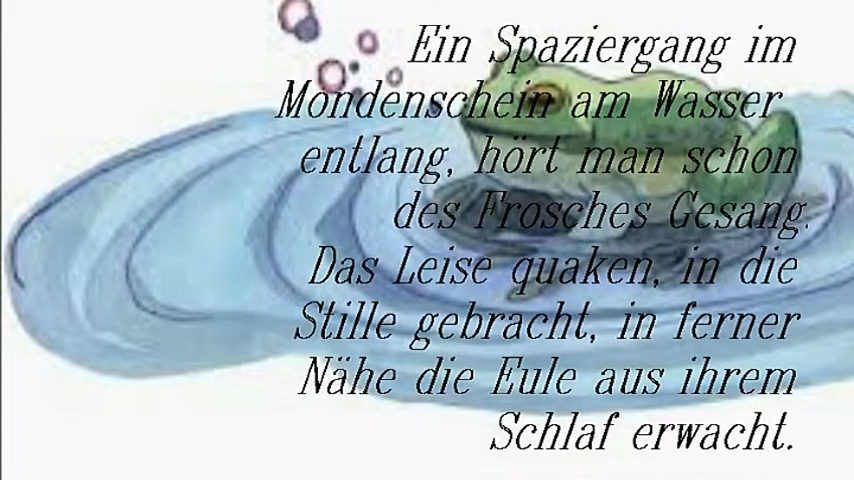 Ein Spaziergang im
Mondenschein am Wasser
entlang, hört man schon
des Frosches Gesang.
Das Leise quaken, in die
Stille gebracht, in ferner
Nähe die Eule aus ihrem
Schlaf erwacht.